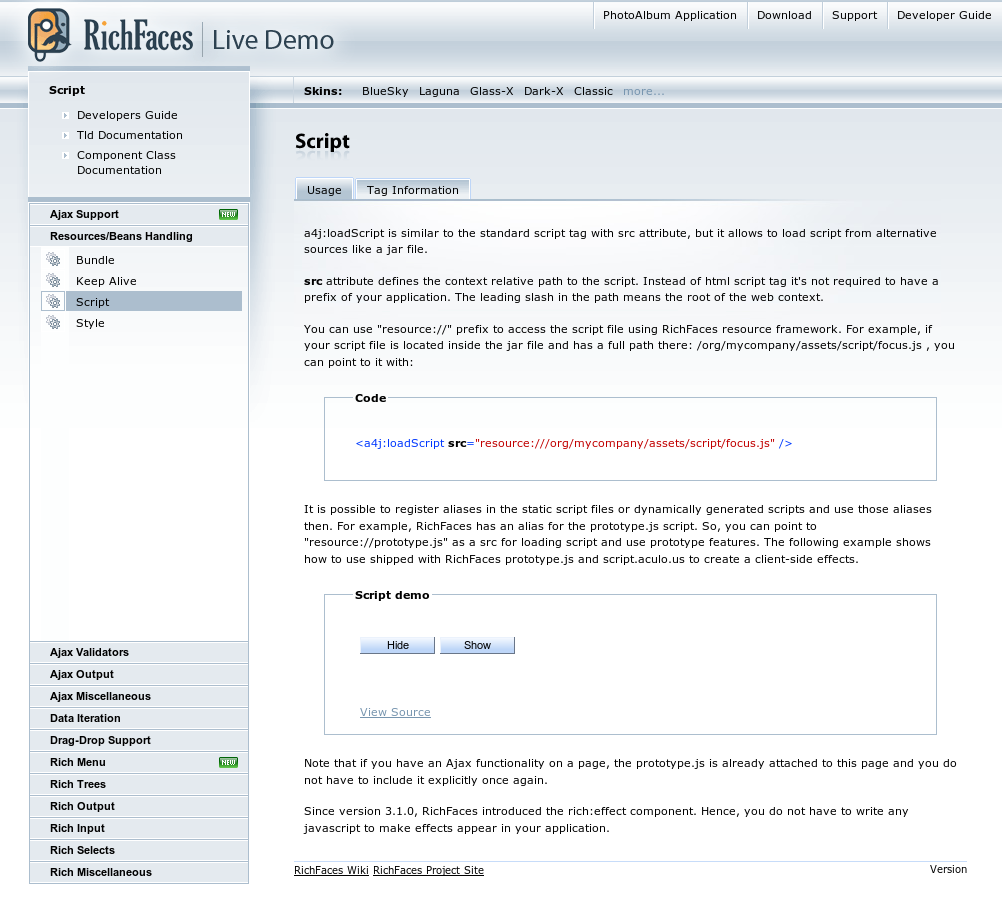 RichFaces Live Demo
PhotoAlbum Application
Download
Support
Developer Guide
Skins: BlueSky Laguna Glass-X Dark-X Classic more...
Script
Developers Guide
Tld Documentation
Component Class
Documentation
Ajax Support NEW
Resources/Beans Handling
Bundle
Keep Alive
Script
Style
Ajax Validators
Ajax Output
Ajax Miscellaneous
Data Iteration
Drag-Drop Support
Rich Menu NEW
Rich Trees
Rich Output
Rich Input
Rich Selects
Rich Miscellaneous
Script
Usage
Tag Information
a4j:loadScript is similar to the standard script tag with src attribute, but it allows to load script from alternative
sources like a jar file.
src attribute defines the context relative path to the script. Instead of html script tag it's not required to have a
prefix of your application. The leading slash in the path means the root of the web context.
You can use "resource://" prefix to access the script file using RichFaces resource framework. For example, if
your script file is located inside the jar file and has a full path there: /org/mycompany/assets/script/focus.js , you
can point to it with:
Code
<a4j:loadScript src="resource:///org/mycompany/assets/script/focus.js" />
It is possible to register aliases in the static script files or dynamically generated scripts and use those aliases
then. For example, RichFaces has an alias for the prototype.js script. So, you can point to
"resource://prototype.js" as a src for loading script and use prototype features. The following example shows
how to use shipped with RichFaces prototype.js and script.aculo.us to create a client-side effects.
Script demo
Hide
Show
View Source
Note that if you have an Ajax functionality on a page, the prototype.js is already attached to this page and you do
not have to include it explicitly once again.
Since version 3.1.0, RichFaces introduced the rich:effect component. Hence, you do not have to write any
javascript to make effects appear in your application.
RichFaces Wiki RichFaces Project Site
Version